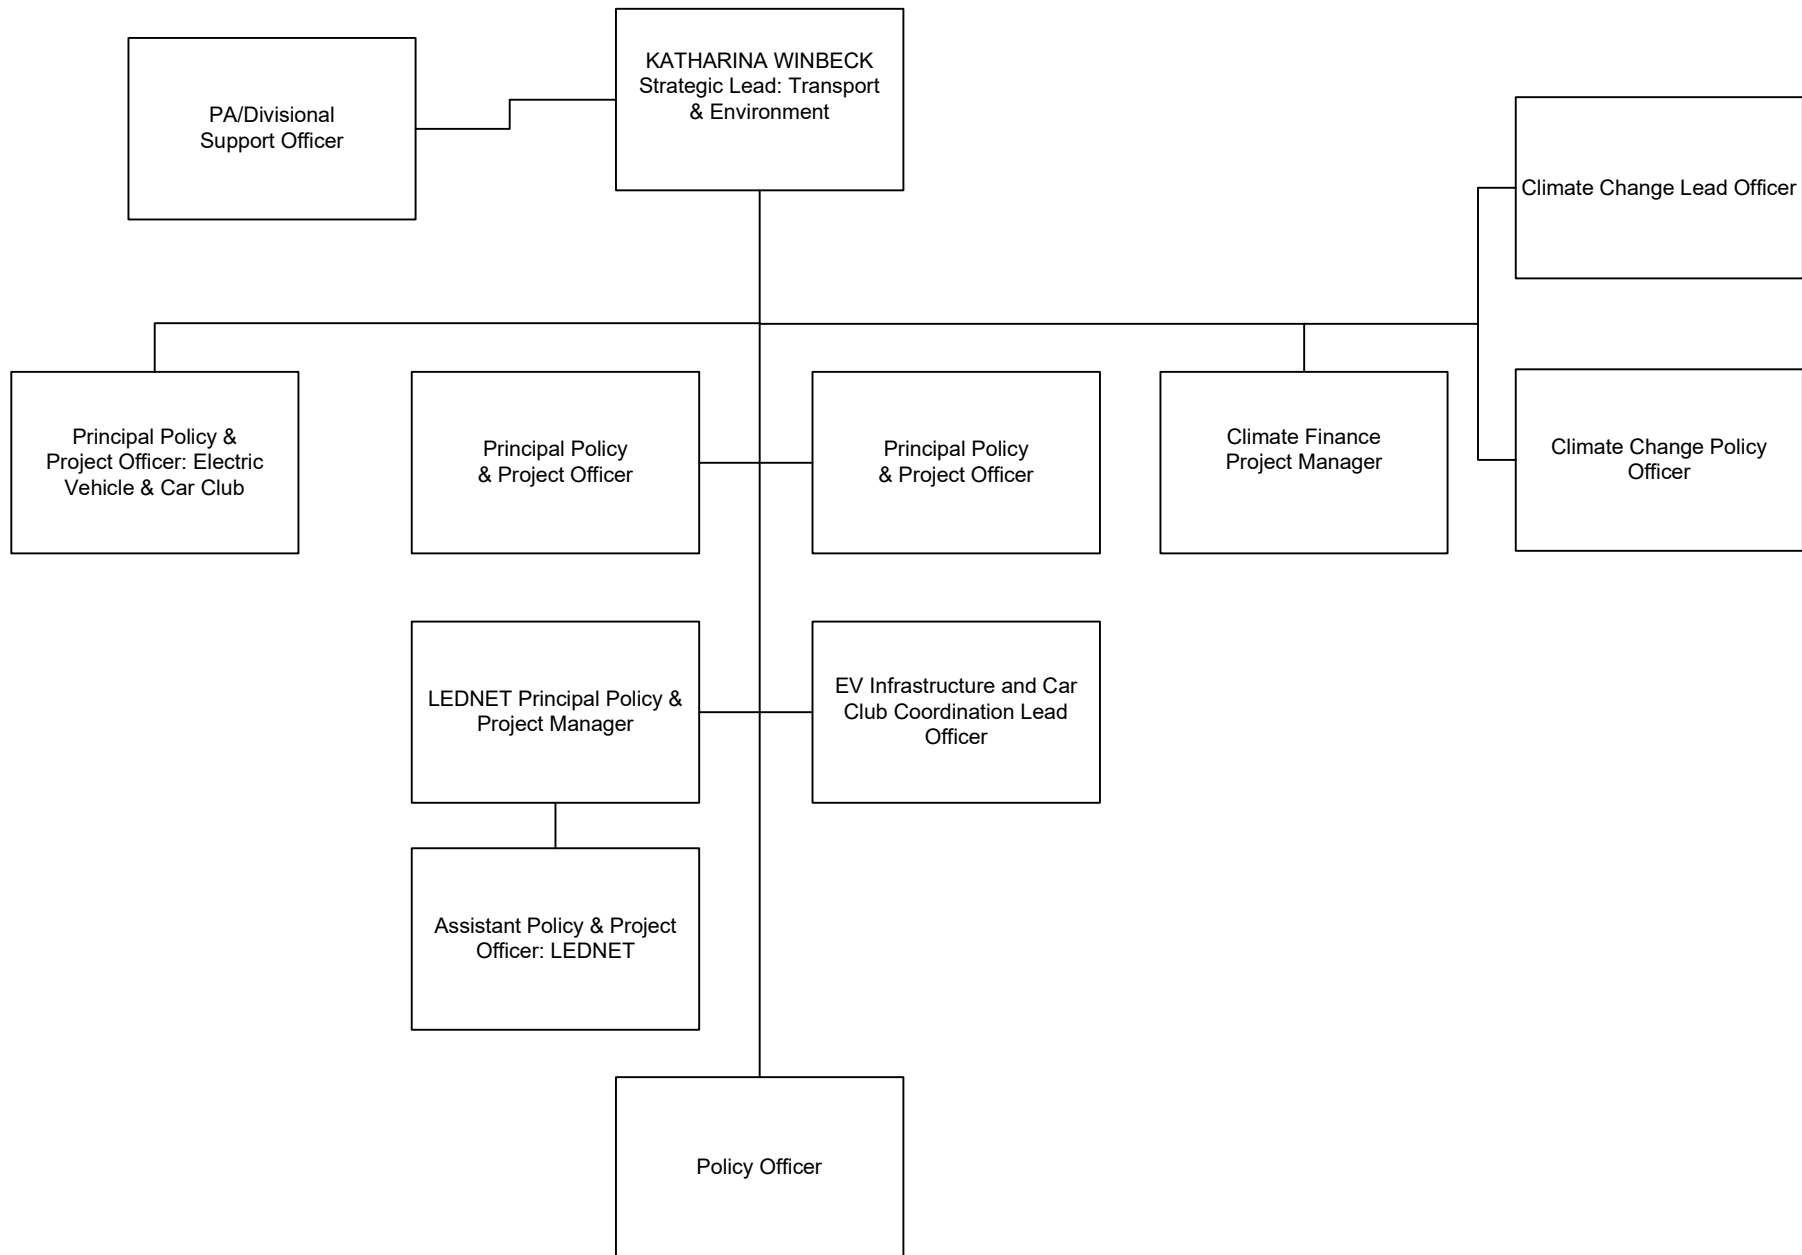 KATHARINA WINBECK
Strategic Lead: Transport
& Environment
PA/Divisional
Support Officer
Climate Change Lead Officer
Principal Policy &
Project Officer: Electric
Vehicle & Car Club
Principal Policy
& Project Officer
Principal Policy
& Project Officer
Climate Finance
Project Manager
Climate Change Policy
Officer
LEDNET Principal Policy &
Project Manager
EV Infrastructure and Car
Club Coordination Lead
Officer
Assistant Policy & Project
Officer: LEDNET
Policy Officer